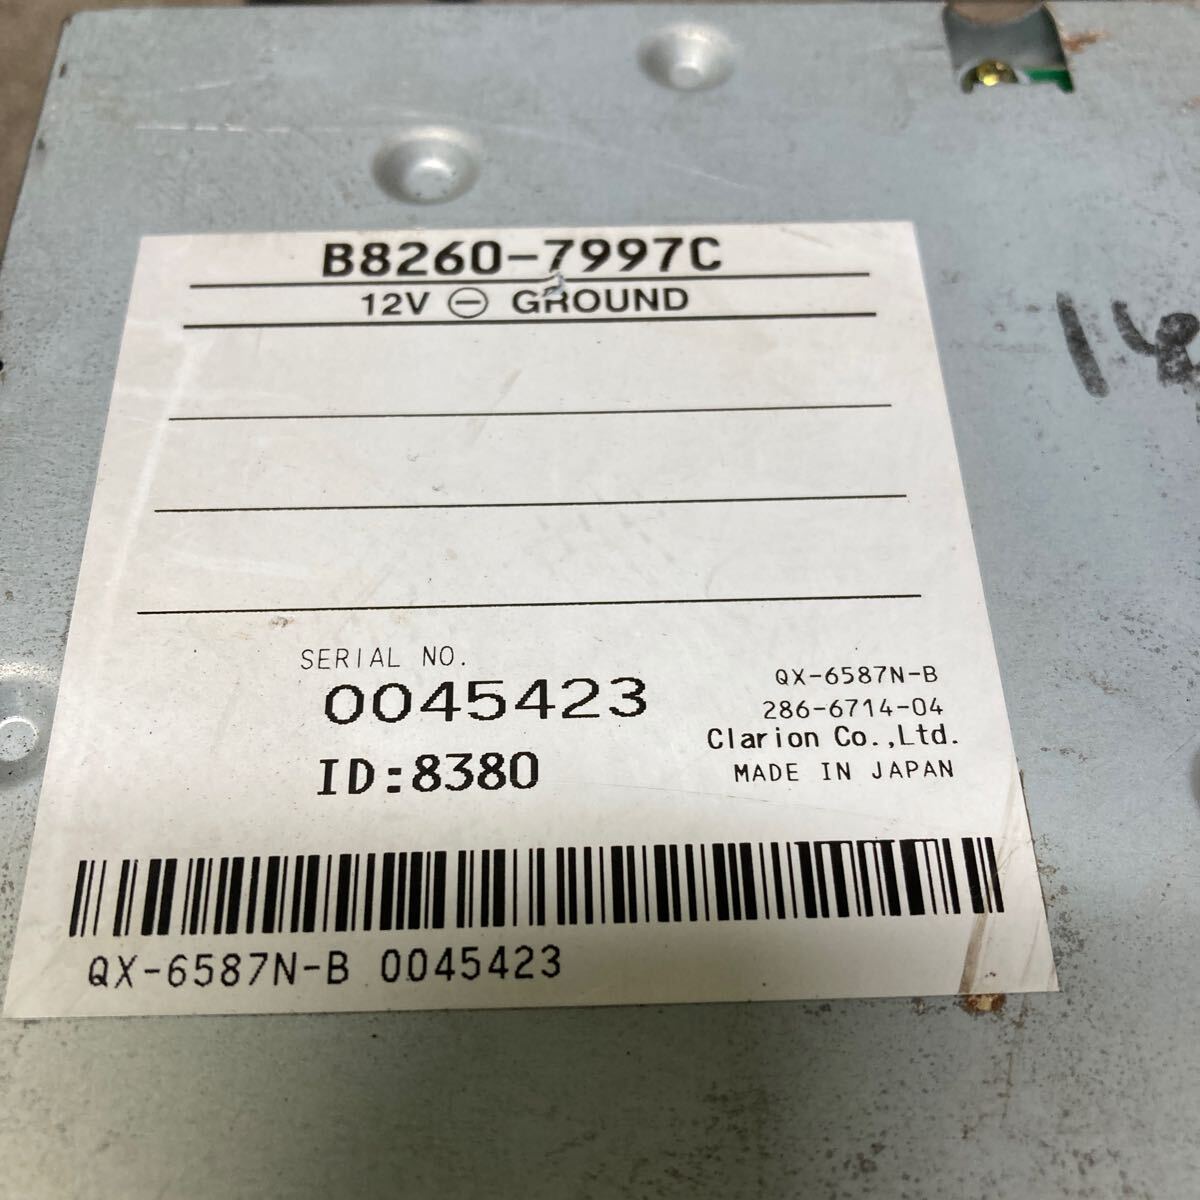 B8260-7997C
12V ⊖ GROUND
SERIAL NO.
0045423
ID:8380
QX-6587N-B
286-6714-04
Clarion Co.,Ltd.
MADE IN JAPAN
QX-6587N-B 0045423